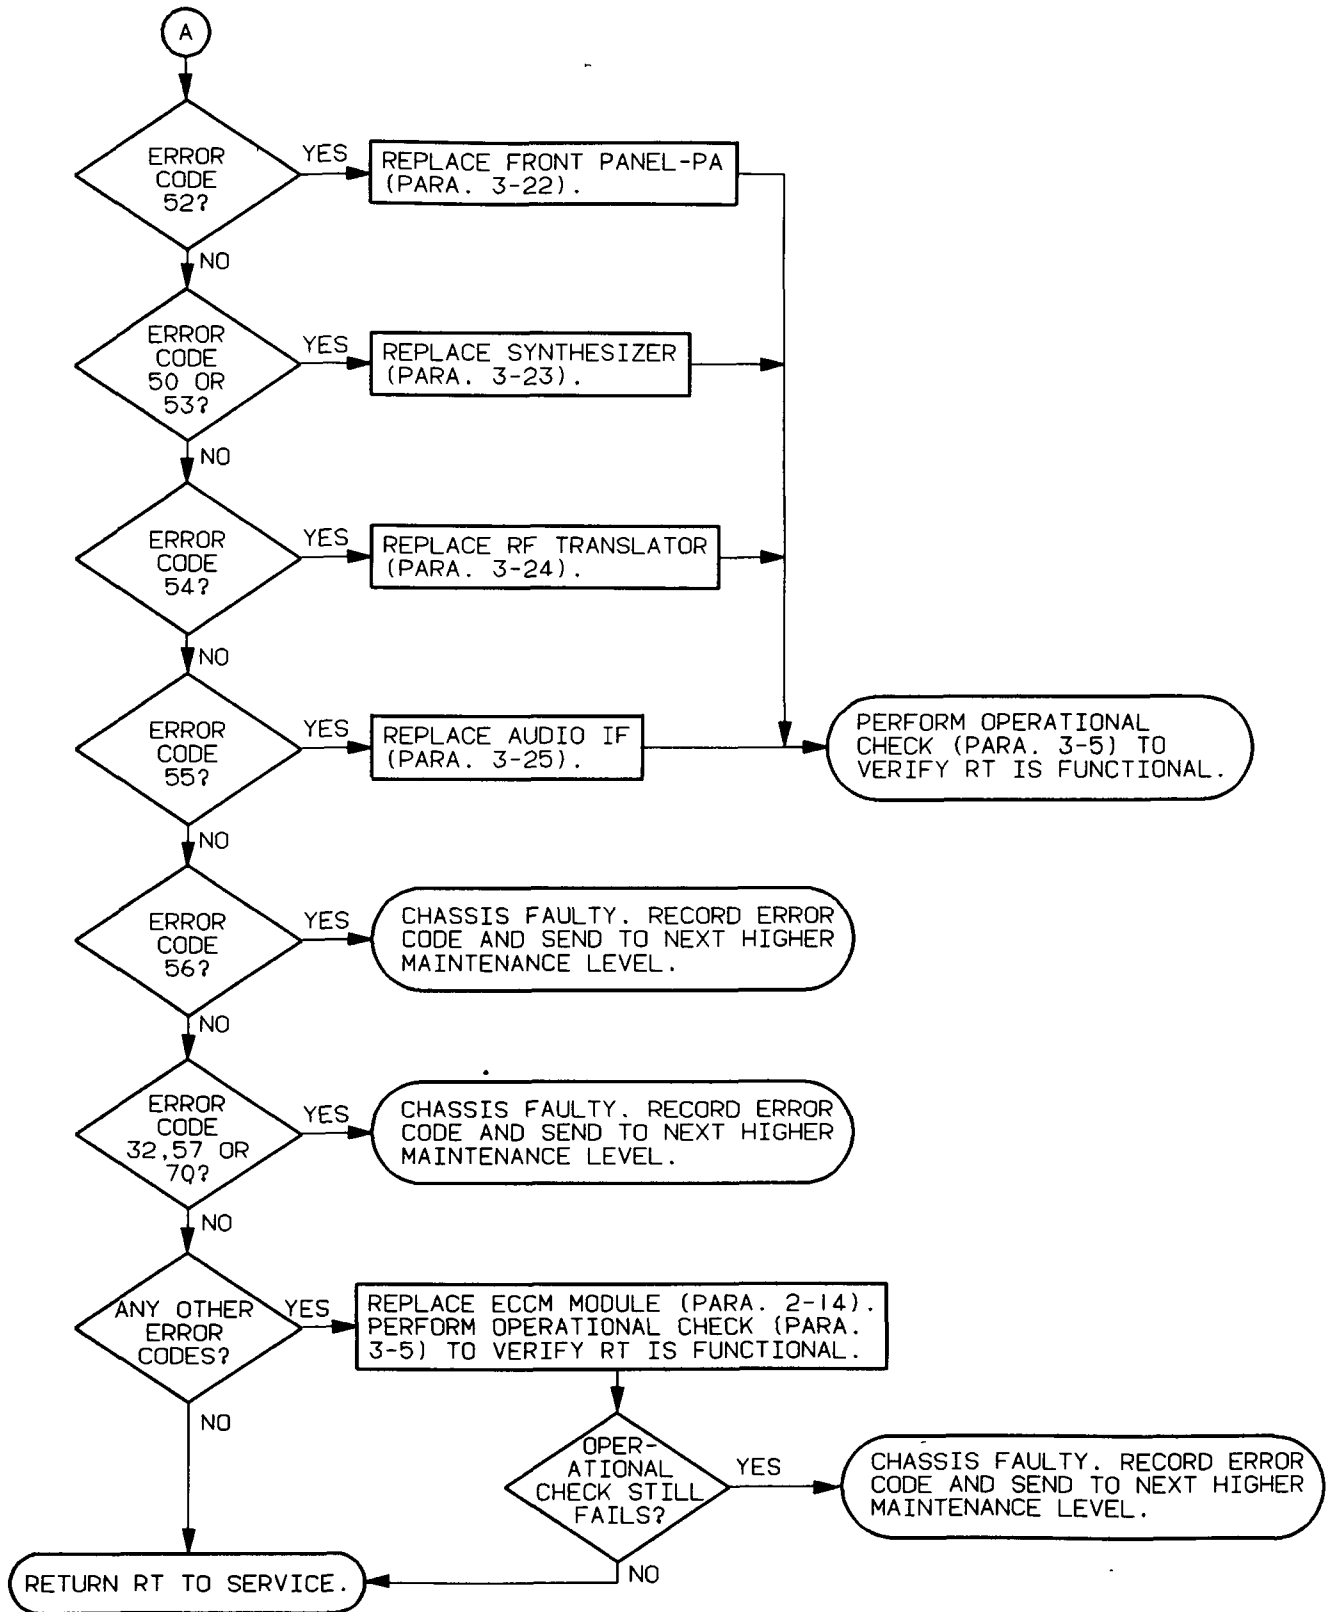 A
ERROR
CODE
52?
YES
REPLACE FRONT PANEL-PA
(PARA. 3-22).
NO
ERROR
CODE
50 OR
53?
YES
REPLACE SYNTHESIZER
(PARA. 3-23).
NO
ERROR
CODE
54?
YES
REPLACE RF TRANSLATOR
(PARA. 3-24).
NO
ERROR
CODE
55?
YES
REPLACE AUDIO IF
(PARA. 3-25).
PERFORM OPERATIONAL
CHECK (PARA. 3-5) TO
VERIFY RT IS FUNCTIONAL.
NO
ERROR
CODE
56?
YES
CHASSIS FAULTY. RECORD ERROR
CODE AND SEND TO NEXT HIGHER
MAINTENANCE LEVEL.
NO
ERROR
CODE
32,57 OR
70?
YES
CHASSIS FAULTY. RECORD ERROR
CODE AND SEND TO NEXT HIGHER
MAINTENANCE LEVEL.
NO
ANY OTHER
ERROR
CODES?
YES
REPLACE ECCM MODULE (PARA. 2-14).
PERFORM OPERATIONAL CHECK (PARA.
3-5) TO VERIFY RT IS FUNCTIONAL.
NO
OPER-
ATIONAL
CHECK STILL
FAILS?
YES
CHASSIS FAULTY. RECORD ERROR
CODE AND SEND TO NEXT HIGHER
MAINTENANCE LEVEL.
NO
RETURN RT TO SERVICE.